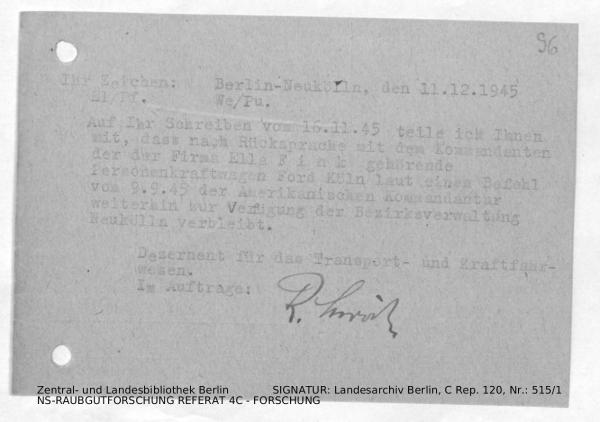 96
Ihr Zeichen: Berlin-Neukölln, den 11.12.1945
El/Pf. We/Pu.
Auf Ihr Schreiben vom 16.11.45 teile ich Ihnen
mit, dass nach Rücksprache mit dem Kommandanten
der der Firma Ella F i n k gehörende
Personenkraftwagen Ford Köln laut eines Befehl
vom 9.9.45 der Amerikanischen Kommandantur
weiterhin zur Verfügung der Bezirksverwaltung
Neukölln verbleibt.
Dezernent für das Transport- und Kraftfahr-
wesen.
Im Auftrage:
Zentral- und Landesbibliothek Berlin SIGNATUR: Landesarchiv Berlin, C Rep. 120, Nr.: 515/1
NS-RAUBGUTFORSCHUNG REFERAT 4C - FORSCHUNG